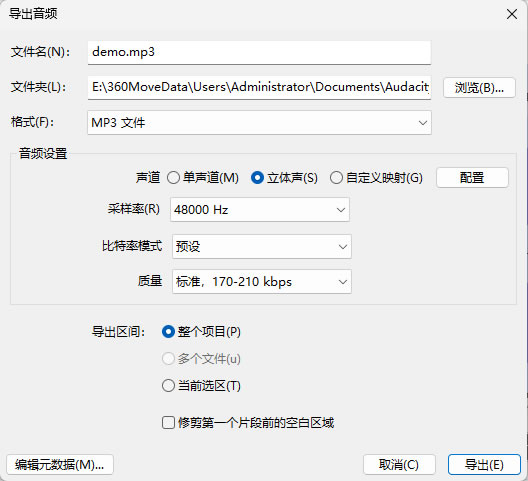 导出音频
文件名(N): demo.mp3
文件夹(L): E:\360MoveData\Users\Administrator\Documents\Audacit 浏览(B)...
格式(F): MP3 文件
音频设置
声道 单声道(M) 立体声(S) 自定义映射(G) 配置
采样率(R) 48000 Hz
比特率模式 预设
质量 标准，170-210 kbps
导出区间: 整个项目(P)
多个文件(u)
当前选区(T)
修剪第一个片段前的空白区域
编辑元数据(M)... 取消(C) 导出(E)